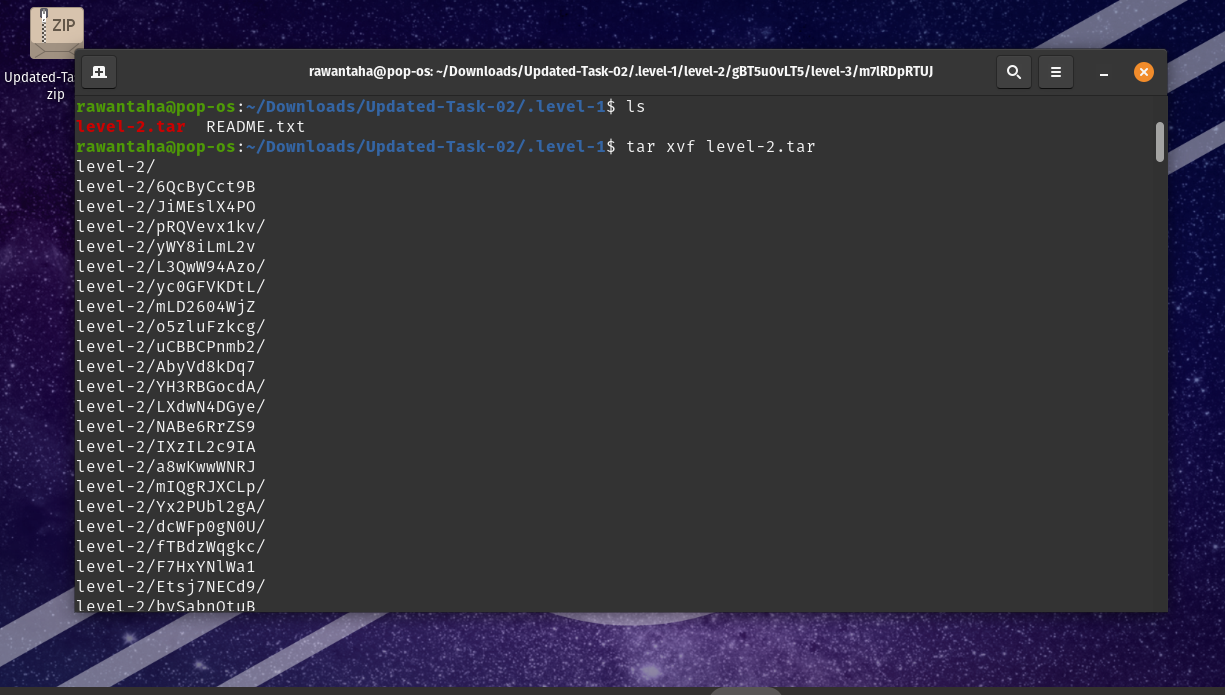 ZIP
Updated-Ta
zip
rawantaha@pop-os: ~/Downloads/Updated-Task-02/.level-1/level-2/gBT5u0vLT5/level-3/m7lRDpRTUJ
rawantaha@pop-os:~/Downloads/Updated-Task-02/.level-1$ ls
level-2.tar  README.txt
rawantaha@pop-os:~/Downloads/Updated-Task-02/.level-1$ tar xvf level-2.tar
level-2/
level-2/6QcByCct9B
level-2/JiMEslX4PO
level-2/pRQVevx1kv/
level-2/yWY8iLmL2v
level-2/L3QwW94Azo/
level-2/yc0GFVKDtL/
level-2/mLD2604WjZ
level-2/o5zluFzkcg/
level-2/uCBBCPnmb2/
level-2/AbyVd8kDq7
level-2/YH3RBGocdA/
level-2/LXdwN4DGye/
level-2/NABe6RrZS9
level-2/IXzIL2c9IA
level-2/a8wKwwWNRJ
level-2/mIQgRJXCLp/
level-2/Yx2PUbl2gA/
level-2/dcWFp0gN0U/
level-2/fTBdzWqgkc/
level-2/F7HxYNlWa1
level-2/Etsj7NECd9/